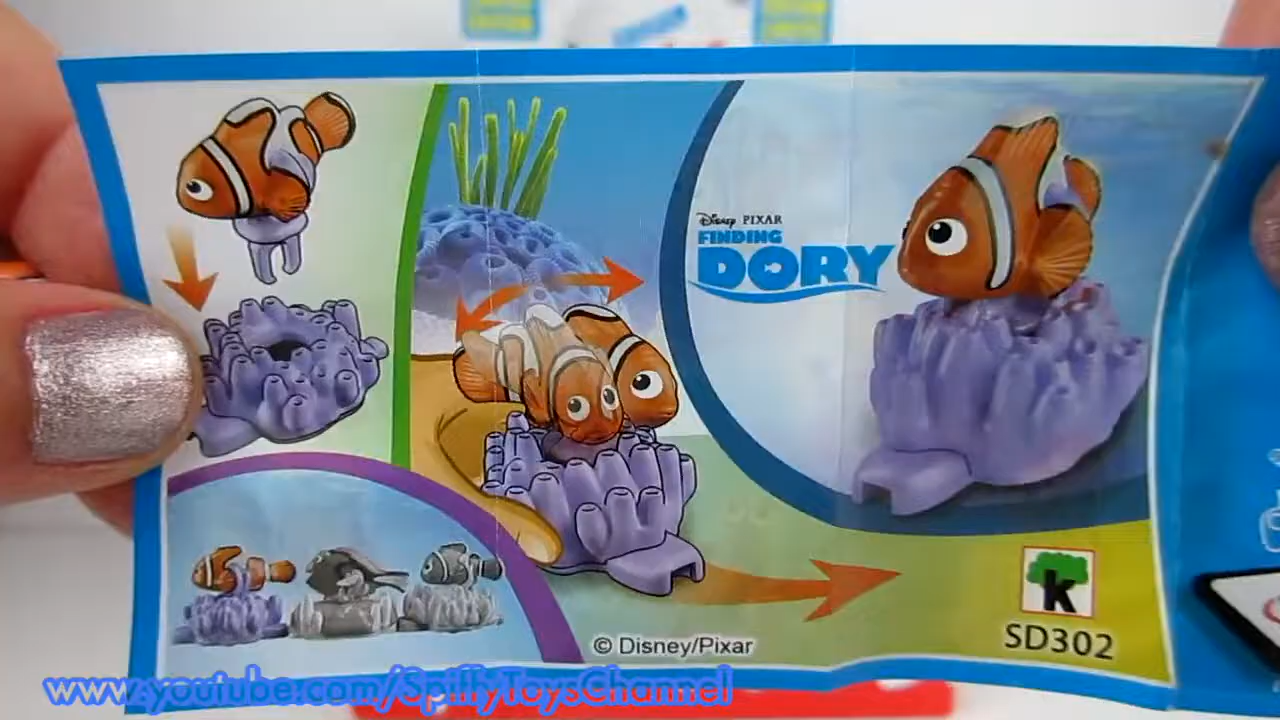 Disney PIXAR
FINDING
DORY
K
SD302
© Disney/Pixar
www.youtube.com/SpiffyToysChannel